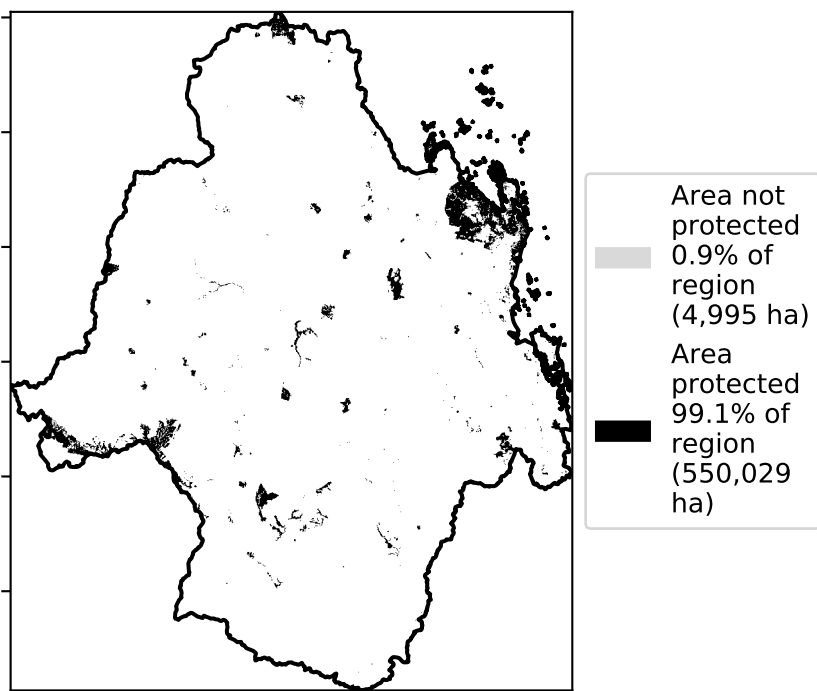 Area not
protected
0.9% of
region
(4,995 ha)
Area
protected
99.1% of
region
(550,029
ha)